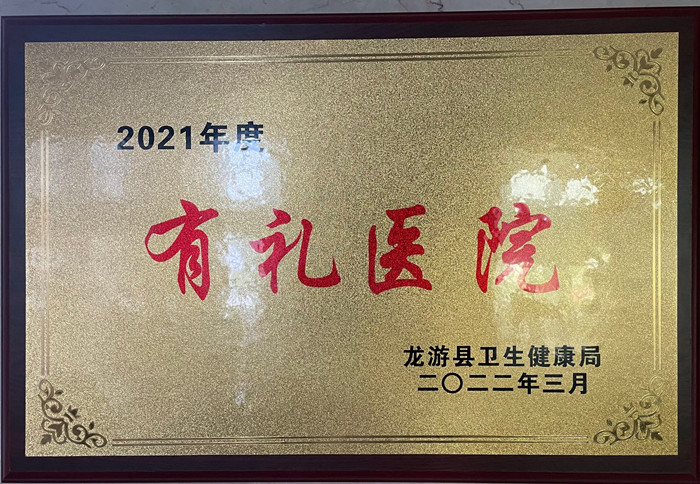 2021年度
有礼医院
龙游县卫生健康局
二〇二二年三月